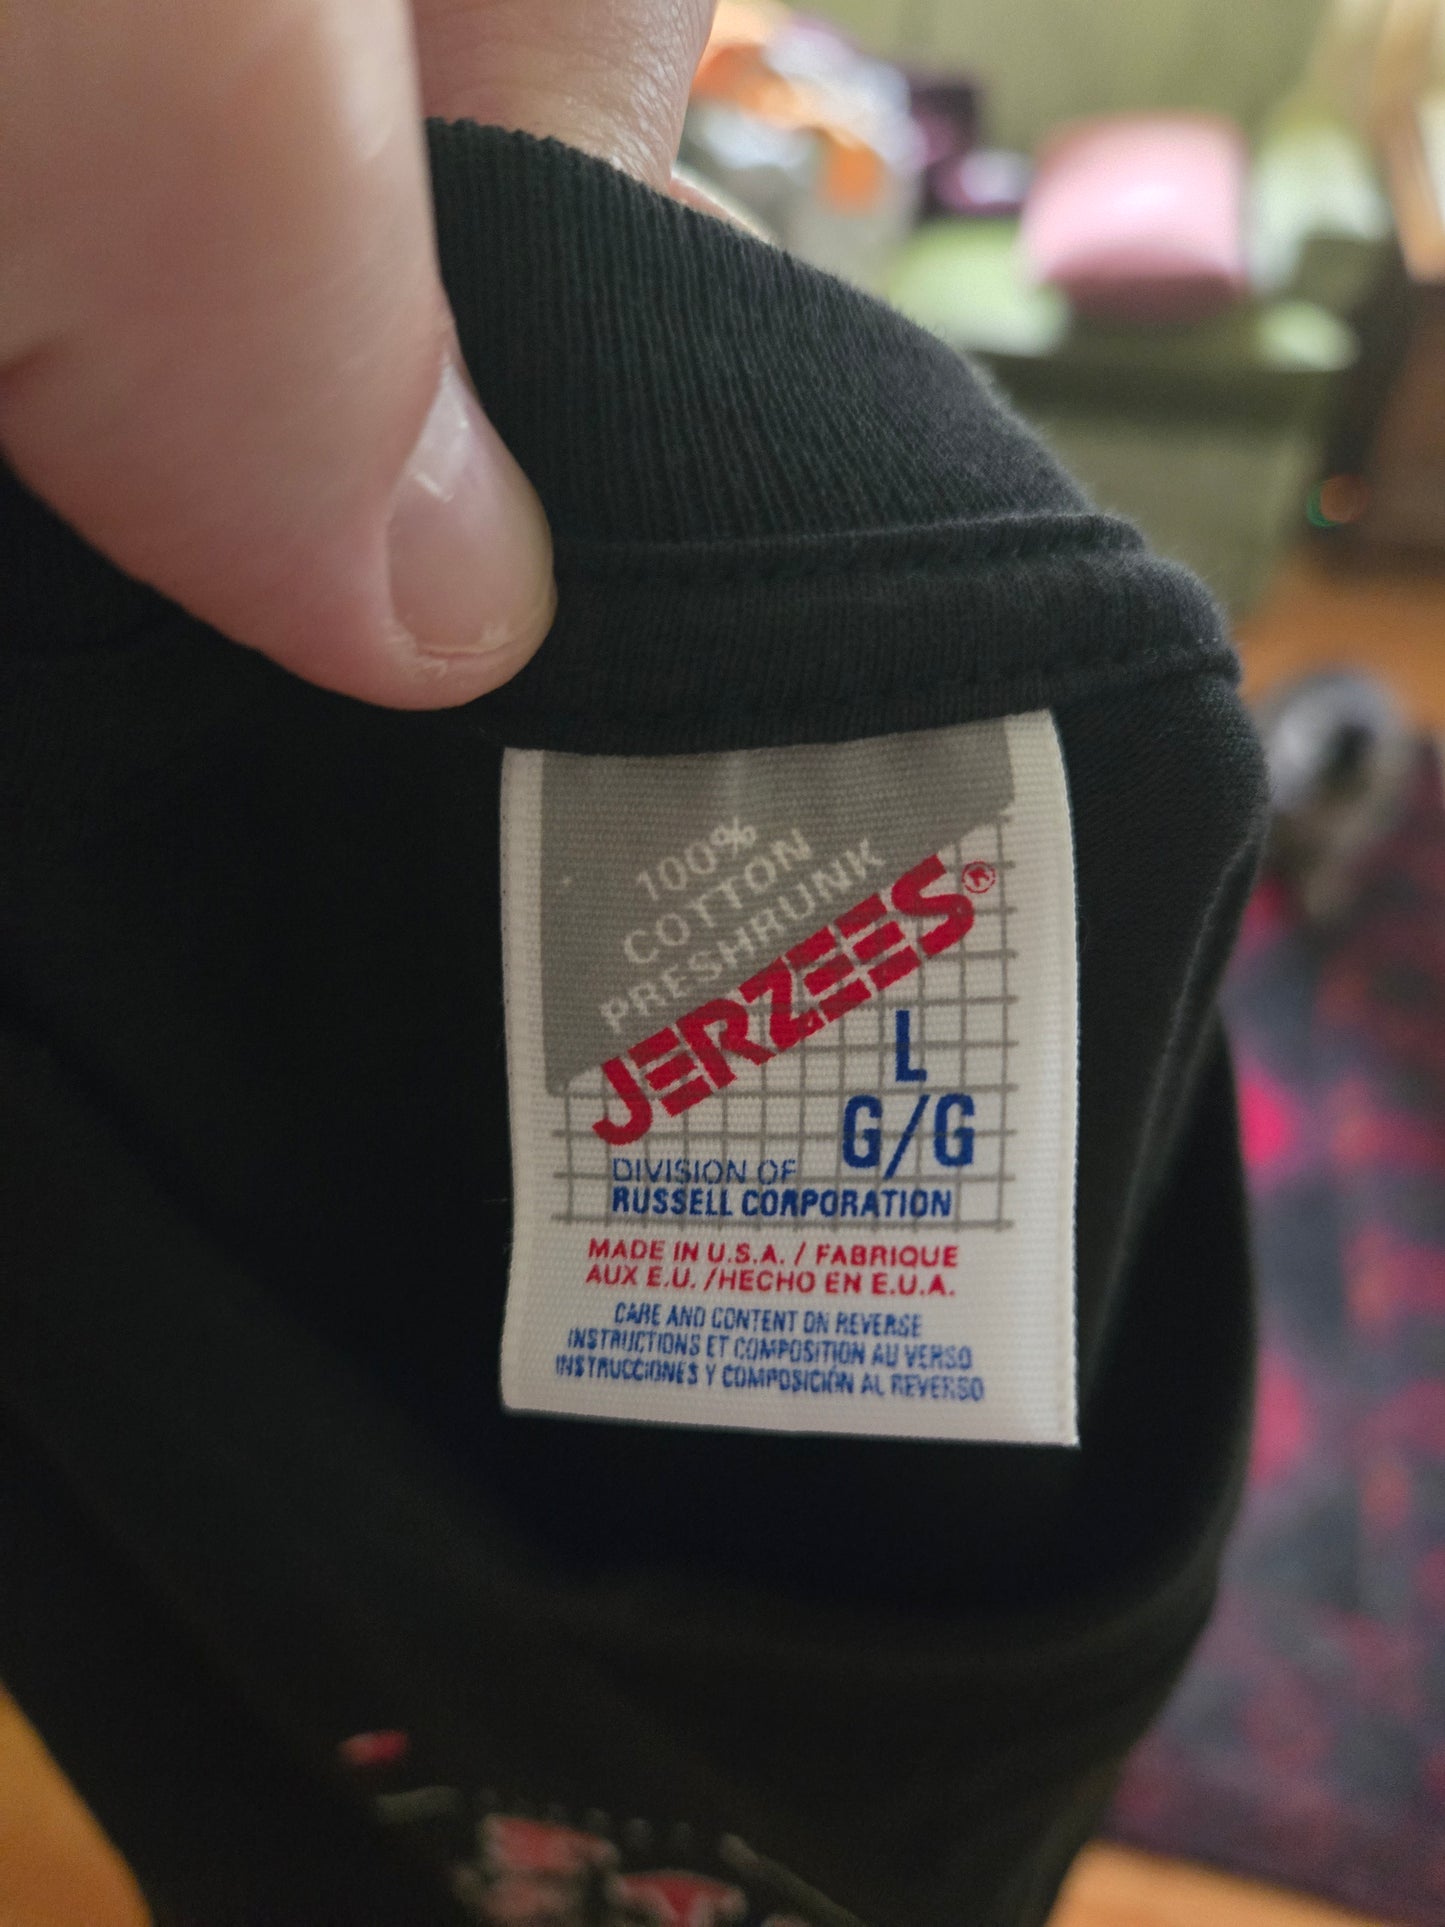 100%
COTTON
PRESHRUNK
JERZEES®
L
G/G
DIVISION OF
RUSSELL CORPORATION
MADE IN U.S.A. / FABRIQUE
AUX E.U. /HECHO EN E.U.A.
CARE AND CONTENT ON REVERSE
INSTRUCTIONS ET COMPOSITION AU VERSO
INSTRUCCIONES Y COMPOSICIÓN AL REVERSO